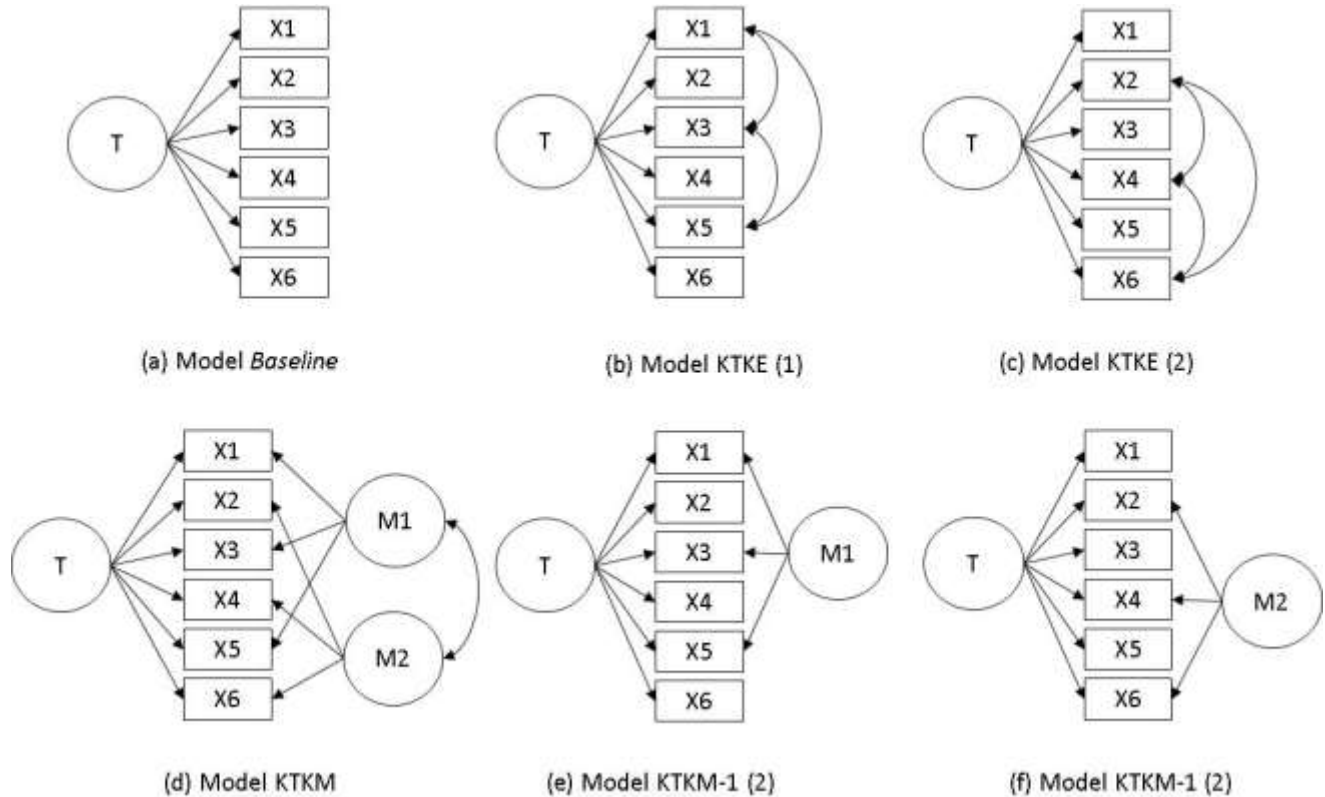 X1
X2
X3
X4
X5
X6
T
(a) Model Baseline
X1
X2
X3
X4
X5
X6
T
(b) Model KTKE (1)
X1
X2
X3
X4
X5
X6
T
(c) Model KTKE (2)
X1
X2
X3
X4
X5
X6
T
M1
M2
(d) Model KTKM
X1
X2
X3
X4
X5
X6
T
M1
(e) Model KTKM-1 (2)
X1
X2
X3
X4
X5
X6
T
M2
(f) Model KTKM-1 (2)